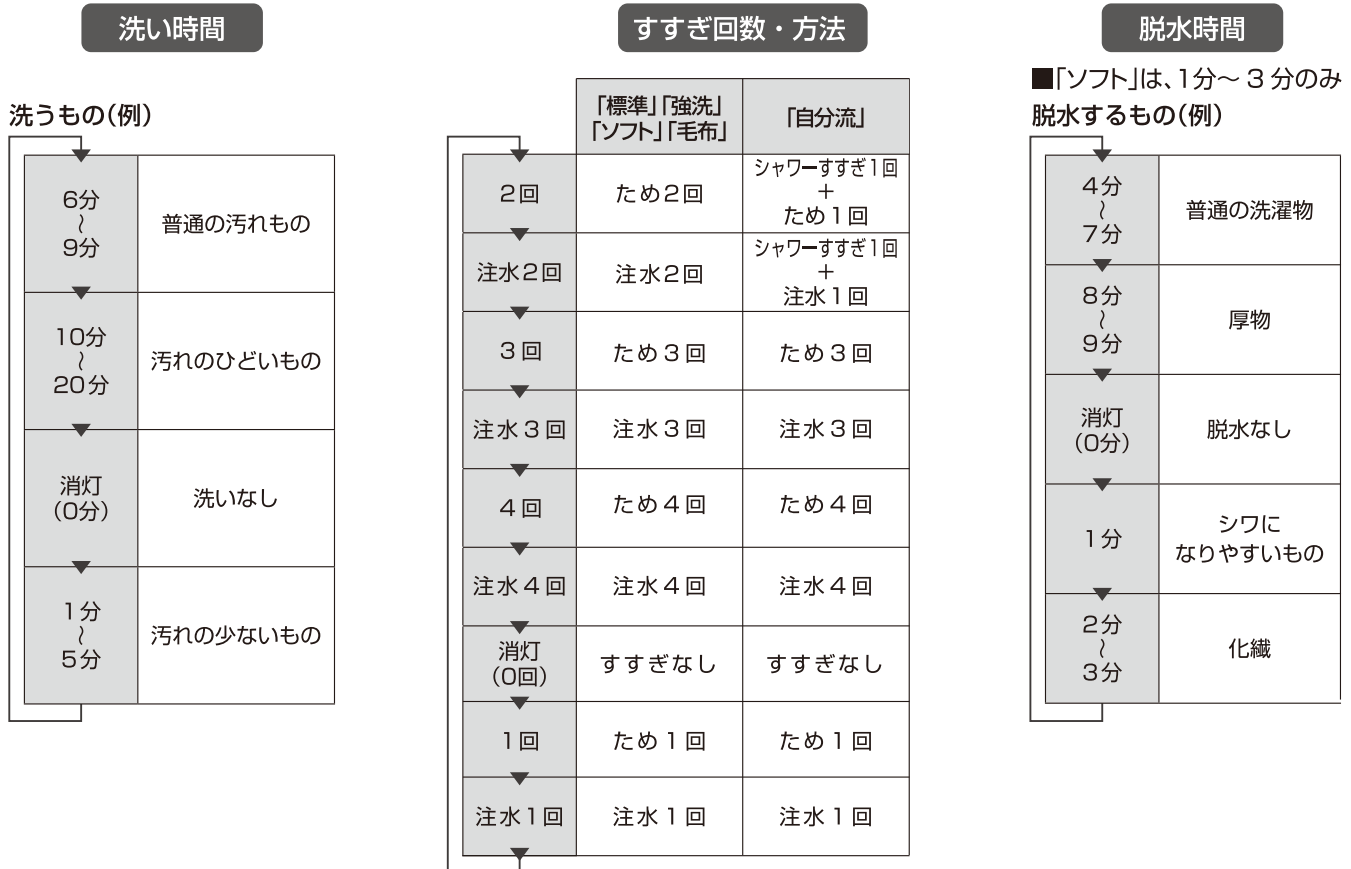 洗い時間
洗うもの(例)
6分
〜
9分
普通の汚れもの
10分
〜
20分
汚れのひどいもの
消灯
(0分)
洗いなし
1分
〜
5分
汚れの少ないもの
すすぎ回数・方法
「標準」「強洗」
「ソフト」「毛布」
「自分流」
2回
ため2回
シャワーすすぎ1回
+
ため1回
注水2回
注水2回
シャワーすすぎ1回
+
注水1回
3回
ため3回
ため3回
注水3回
注水3回
注水3回
4回
ため4回
ため4回
注水4回
注水4回
注水4回
消灯
(0回)
すすぎなし
すすぎなし
1回
ため1回
ため1回
注水1回
注水1回
注水1回
脱水時間
■「ソフト」は、1分〜3分のみ
脱水するもの(例)
4分
〜
7分
普通の洗濯物
8分
〜
9分
厚物
消灯
(0分)
脱水なし
1分
シワに
なりやすいもの
2分
〜
3分
化繊